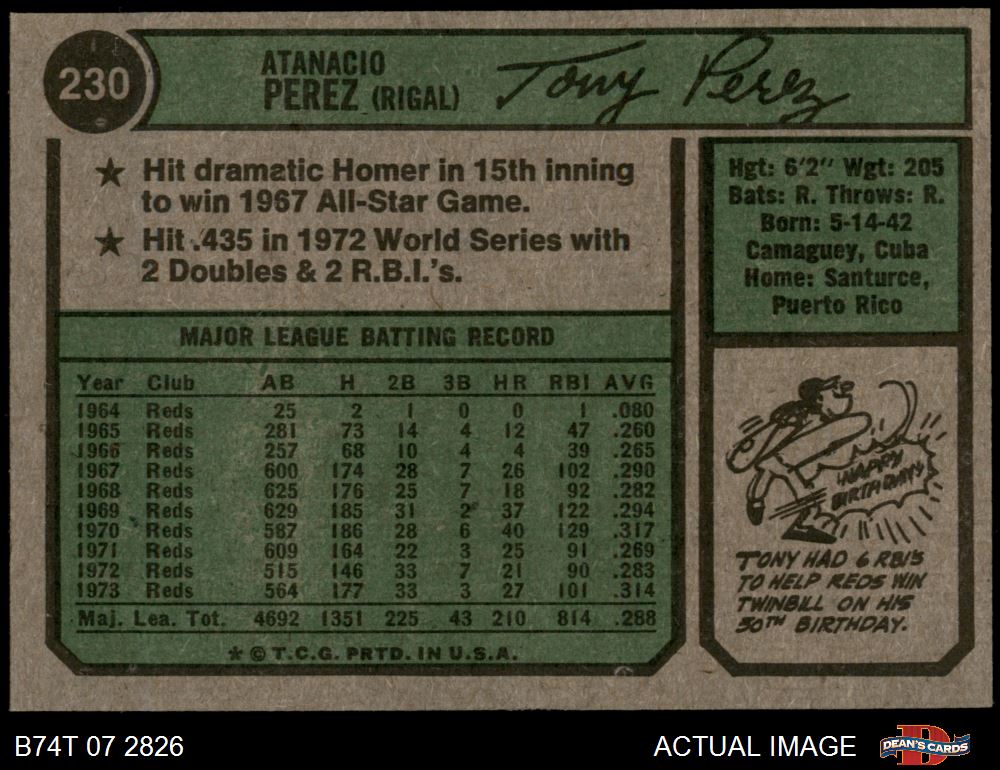 230
ATANACIO
PEREZ (RIGAL)
Tony Perez
★ Hit dramatic Homer in 15th inning
to win 1967 All-Star Game.
★ Hit .435 in 1972 World Series with
2 Doubles & 2 R.B.I.'s.
Hgt: 6'2" Wgt: 205
Bats: R. Throws: R.
Born: 5-14-42
Camaguey, Cuba
Home: Santurce,
Puerto Rico
MAJOR LEAGUE BATTING RECORD
Year Club AB H 2B 3B HR RBI AVG
1964 Reds 25 2 1 0 0 1 .080
1965 Reds 281 73 14 4 12 47 .260
1966 Reds 257 68 10 4 4 39 .265
1967 Reds 600 174 28 7 26 102 .290
1968 Reds 625 176 25 7 18 92 .282
1969 Reds 629 185 31 2 37 122 .294
1970 Reds 587 186 28 6 40 129 .317
1971 Reds 609 164 22 3 25 91 .269
1972 Reds 515 146 33 7 21 90 .283
1973 Reds 564 177 33 3 27 101 .314
Maj. Lea. Tot. 4692 1351 225 43 210 814 .288
* © T.C.G. PRTD. IN U.S.A.
HAPPY
BIRTHDAY!
TONY HAD 6 RBIS
TO HELP REDS WIN
TWINBILL ON HIS
30TH BIRTHDAY.
B74T 07 2826
ACTUAL IMAGE
DEAN'S CARDS